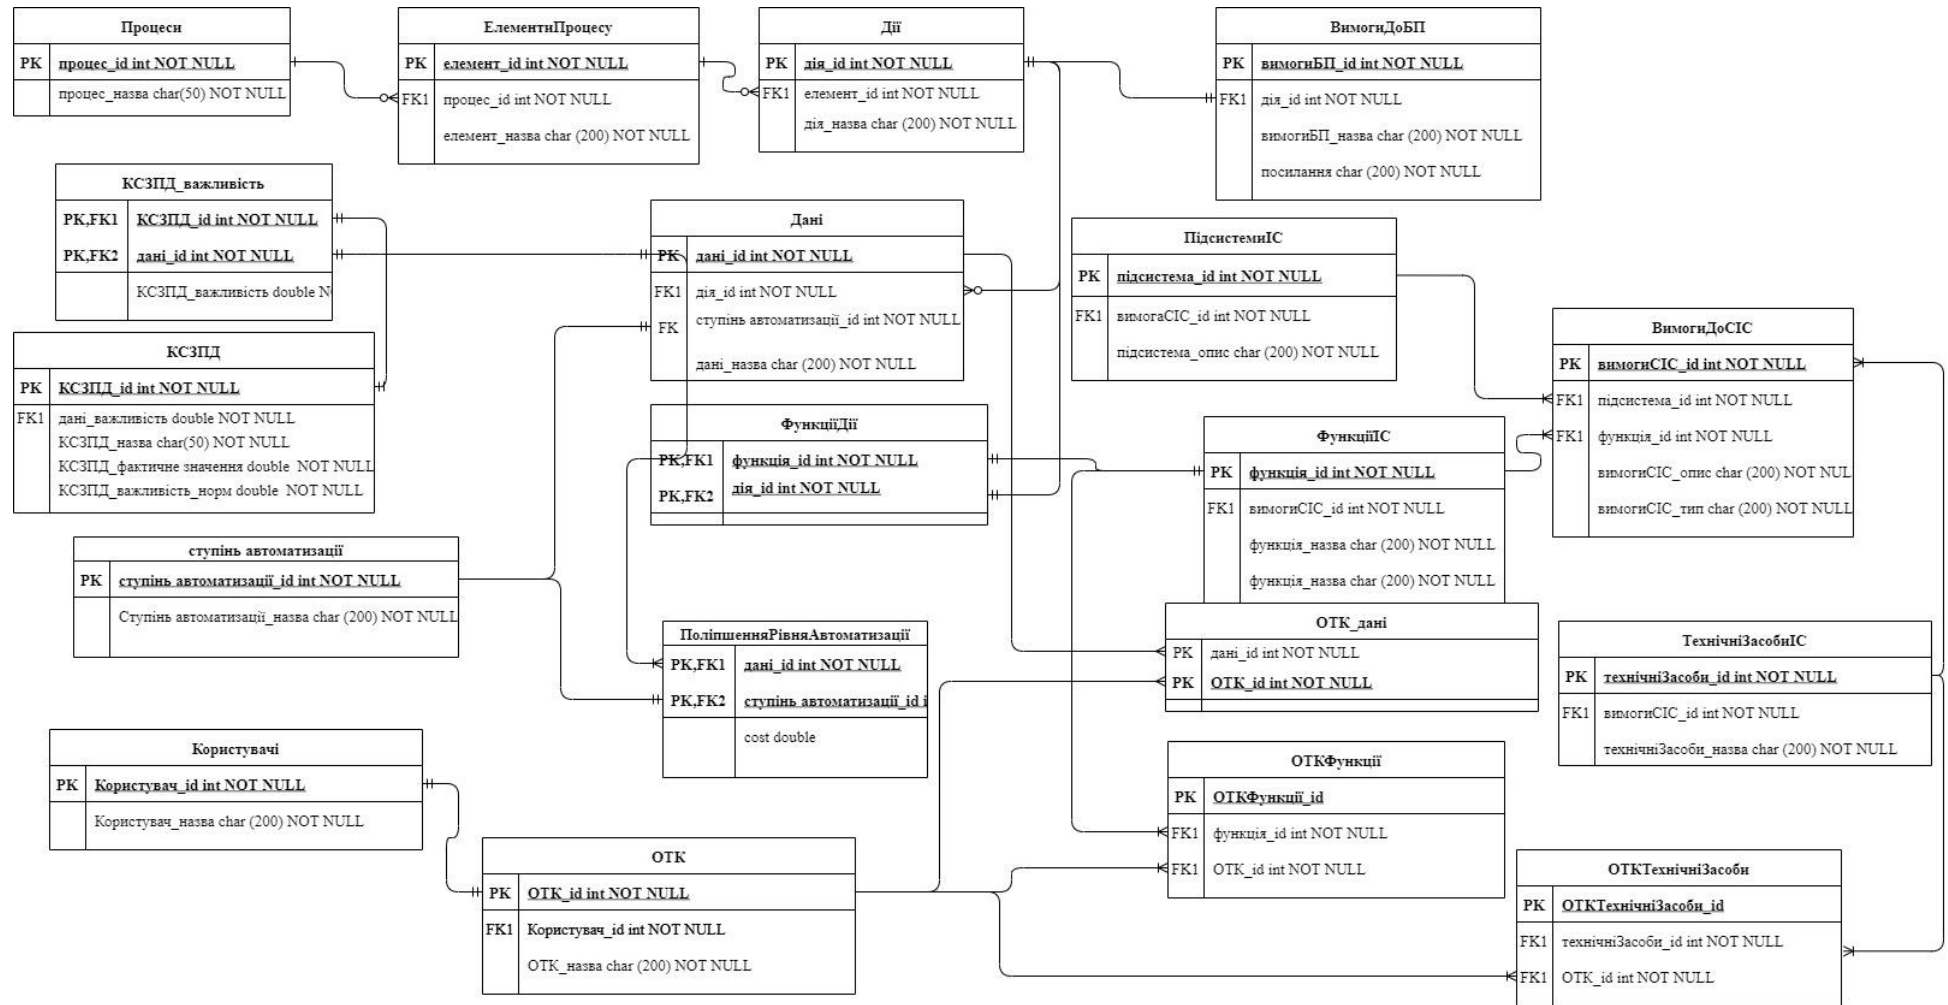 Процеси
PK процес_id int NOT NULL
процес_назва char(50) NOT NULL
ЕлементиПроцесу
PK елемент_id int NOT NULL
FK1 процес_id int NOT NULL
елемент_назва char (200) NOT NULL
Дії
PK дія_id int NOT NULL
FK1 елемент_id int NOT NULL
дія_назва char (200) NOT NULL
ВимогиДоБП
PK вимогиБП_id int NOT NULL
FK1 дія_id int NOT NULL
вимогиБП_назва char (200) NOT NULL
посилання char (200) NOT NULL
КСЗПД_важливість
PK,FK1 КСЗПД_id int NOT NULL
PK,FK2 дані_id int NOT NULL
КСЗПД_важливість double N
Дані
PK дані_id int NOT NULL
FK1 дія_id int NOT NULL
FK ступінь автоматизації_id int NOT NULL
дані_назва char (200) NOT NULL
ПідсистемиІС
PK підсистема_id int NOT NULL
FK1 вимогаСІС_id int NOT NULL
підсистема_опис char (200) NOT NULL
ВимогиДоСІС
PK вимогиСІС_id int NOT NULL
FK1 підсистема_id int NOT NULL
FK1 функція_id int NOT NULL
вимогиСІС_опис char (200) NOT NUL
вимогиСІС_тип char (200) NOT NULL
КСЗПД
PK КСЗПД_id int NOT NULL
FK1 дані_важливість double NOT NULL
КСЗПД_назва char(50) NOT NULL
КСЗПД_фактичне значення double NOT NULL
КСЗПД_важливість_норм double NOT NULL
ФункціїДії
PK,FK1 функція_id int NOT NULL
PK,FK2 дія_id int NOT NULL
ФункціїІС
PK функція_id int NOT NULL
FK1 вимогиСІС_id int NOT NULL
функція_назва char (200) NOT NULL
функція_назва char (200) NOT NULL
ступінь автоматизації
PK ступінь автоматизації_id int NOT NULL
Ступінь автоматизації_назва char (200) NOT NULL
ПоліпшенняРівняАвтоматизації
PK,FK1 дані_id int NOT NULL
PK,FK2 ступінь автоматизації_id i
cost double
ОТК_дані
PK дані_id int NOT NULL
PK ОТК_id int NOT NULL
ТехнічніЗасобиІС
PK технічніЗасоби_id int NOT NULL
FK1 вимогиСІС_id int NOT NULL
технічніЗасоби_назва char (200) NOT NULL
Користувачі
PK Користувач_id int NOT NULL
Користувач_назва char (200) NOT NULL
ОТКФункції
PK ОТКФункції_id
FK1 функція_id int NOT NULL
FK1 ОТК_id int NOT NULL
ОТК
PK ОТК_id int NOT NULL
FK1 Користувач_id int NOT NULL
ОТК_назва char (200) NOT NULL
ОТКТехнічніЗасоби
PK ОТКТехнічніЗасоби_id
FK1 технічніЗасоби_id int NOT NULL
FK1 ОТК_id int NOT NULL